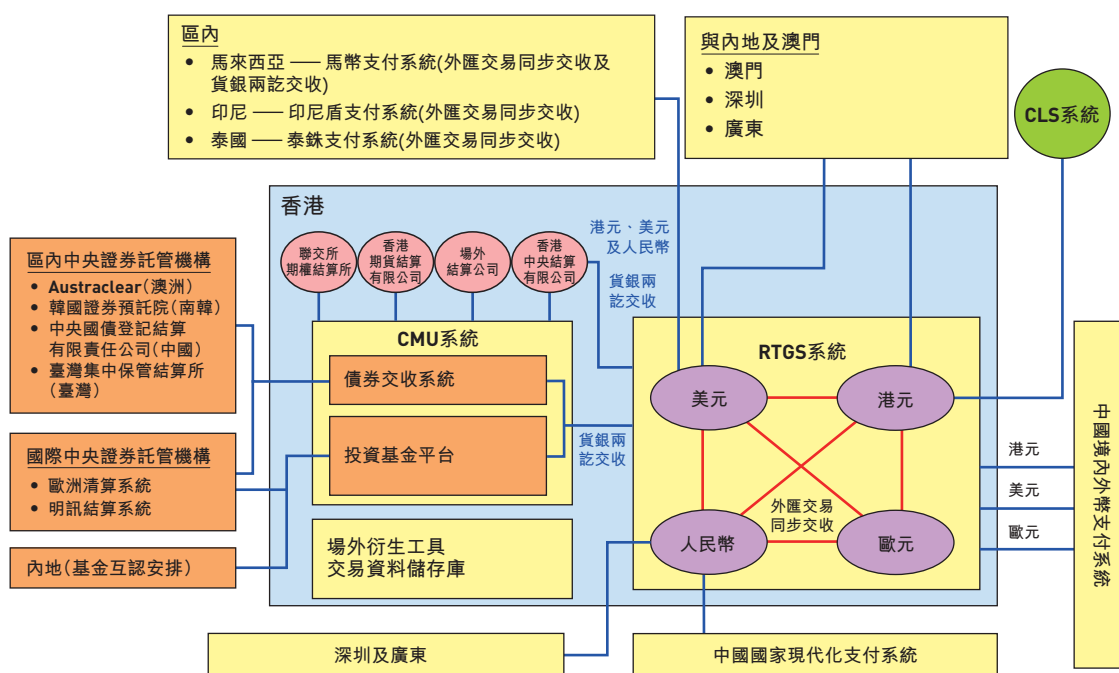 區內
• 馬來西亞 —— 馬幣支付系統(外匯交易同步交收及
貨銀兩訖交收)
• 印尼 —— 印尼盾支付系統(外匯交易同步交收)
• 泰國 —— 泰銖支付系統(外匯交易同步交收)
與內地及澳門
• 澳門
• 深圳
• 廣東
CLS系統
香港
聯交所
期權結算所
香港
期貨結算
有限公司
場外
結算公司
香港
中央結算
有限公司
港元、美元
及人民幣
貨銀兩
訖交收
區內中央證券託管機構
• Austraclear(澳洲)
• 韓國證券預託院(南韓)
• 中央國債登記結算
有限責任公司(中國)
• 臺灣集中保管結算所
(臺灣)
國際中央證券託管機構
• 歐洲清算系統
• 明訊結算系統
內地(基金互認安排)
CMU系統
債券交收系統
投資基金平台
貨銀兩
訖交收
場外衍生工具
交易資料儲存庫
RTGS系統
美元
港元
外匯交易
同步交收
人民幣
歐元
港元
美元
歐元
中國境內外幣支付系統
深圳及廣東
中國國家現代化支付系統